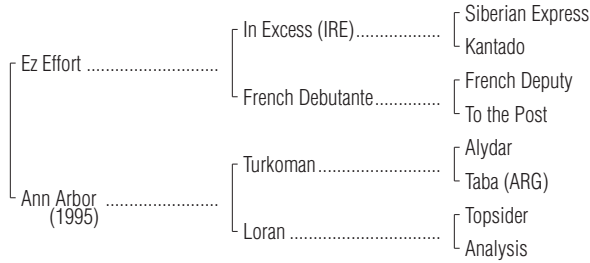 Siberian Express
In Excess (IRE)
Kantado
Ez Effort
French Deputy
French Debutante
To the Post
Alydar
Turkoman
Taba (ARG)
Ann Arbor
(1995)
Topsider
Loran
Analysis